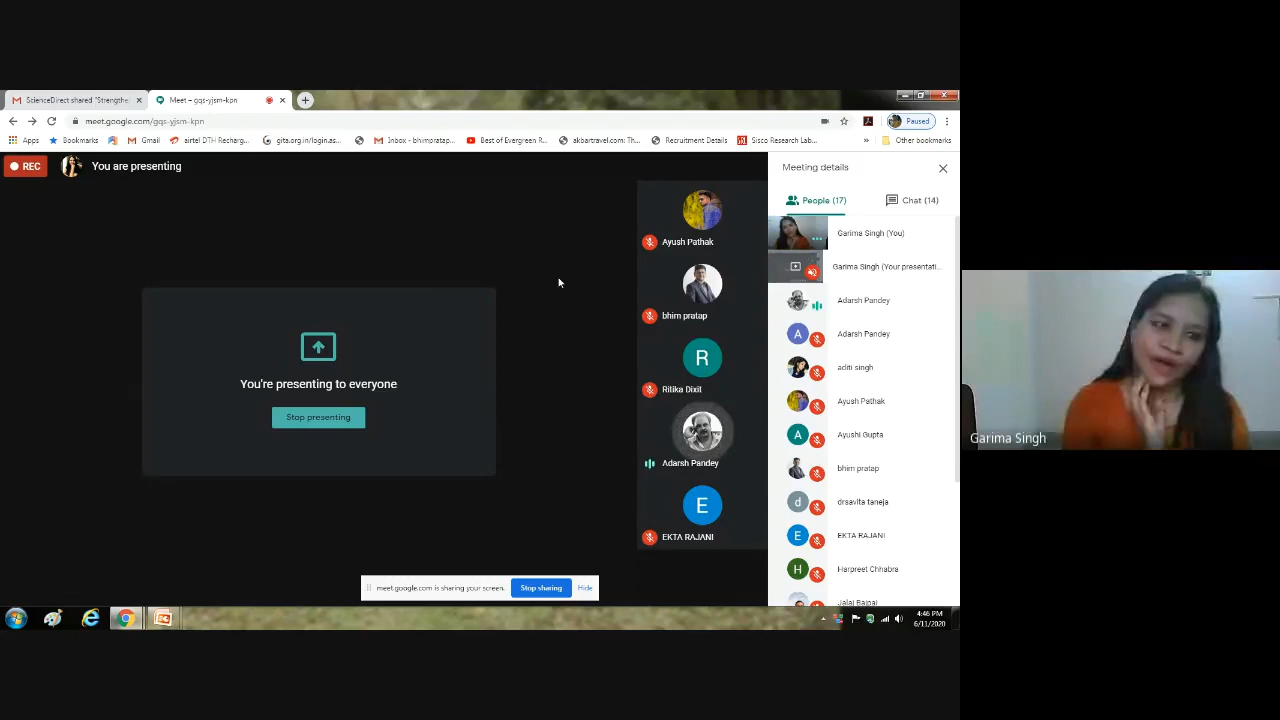 ScienceDirect shared "Strengthe
Meet – gqs-yjsm-kpn
meet.google.com/gqs-yjsm-kpn
Paused
Apps
Bookmarks
Gmail
airtel DTH Recharg...
gita.org.in/login.as...
Inbox - bhimpratap...
Best of Evergreen R...
akbartravel.com: Th...
Recruitment Details
Sisco Research Lab...
»
Other bookmarks
REC
You are presenting
Meeting details
People (17)
Chat (14)
You're presenting to everyone
Stop presenting
Ayush Pathak
bhim pratap
R
Ritika Dixit
Adarsh Pandey
E
EKTA RAJANI
Garima Singh (You)
Garima Singh (Your presentati...
Adarsh Pandey
A
Adarsh Pandey
aditi singh
Ayush Pathak
A
Ayushi Gupta
bhim pratap
d
drsavita taneja
E
EKTA RAJANI
H
Harpreet Chhabra
Jalaj Bajpai
Garima Singh
meet.google.com is sharing your screen.
Stop sharing
Hide
4:46 PM
6/11/2020